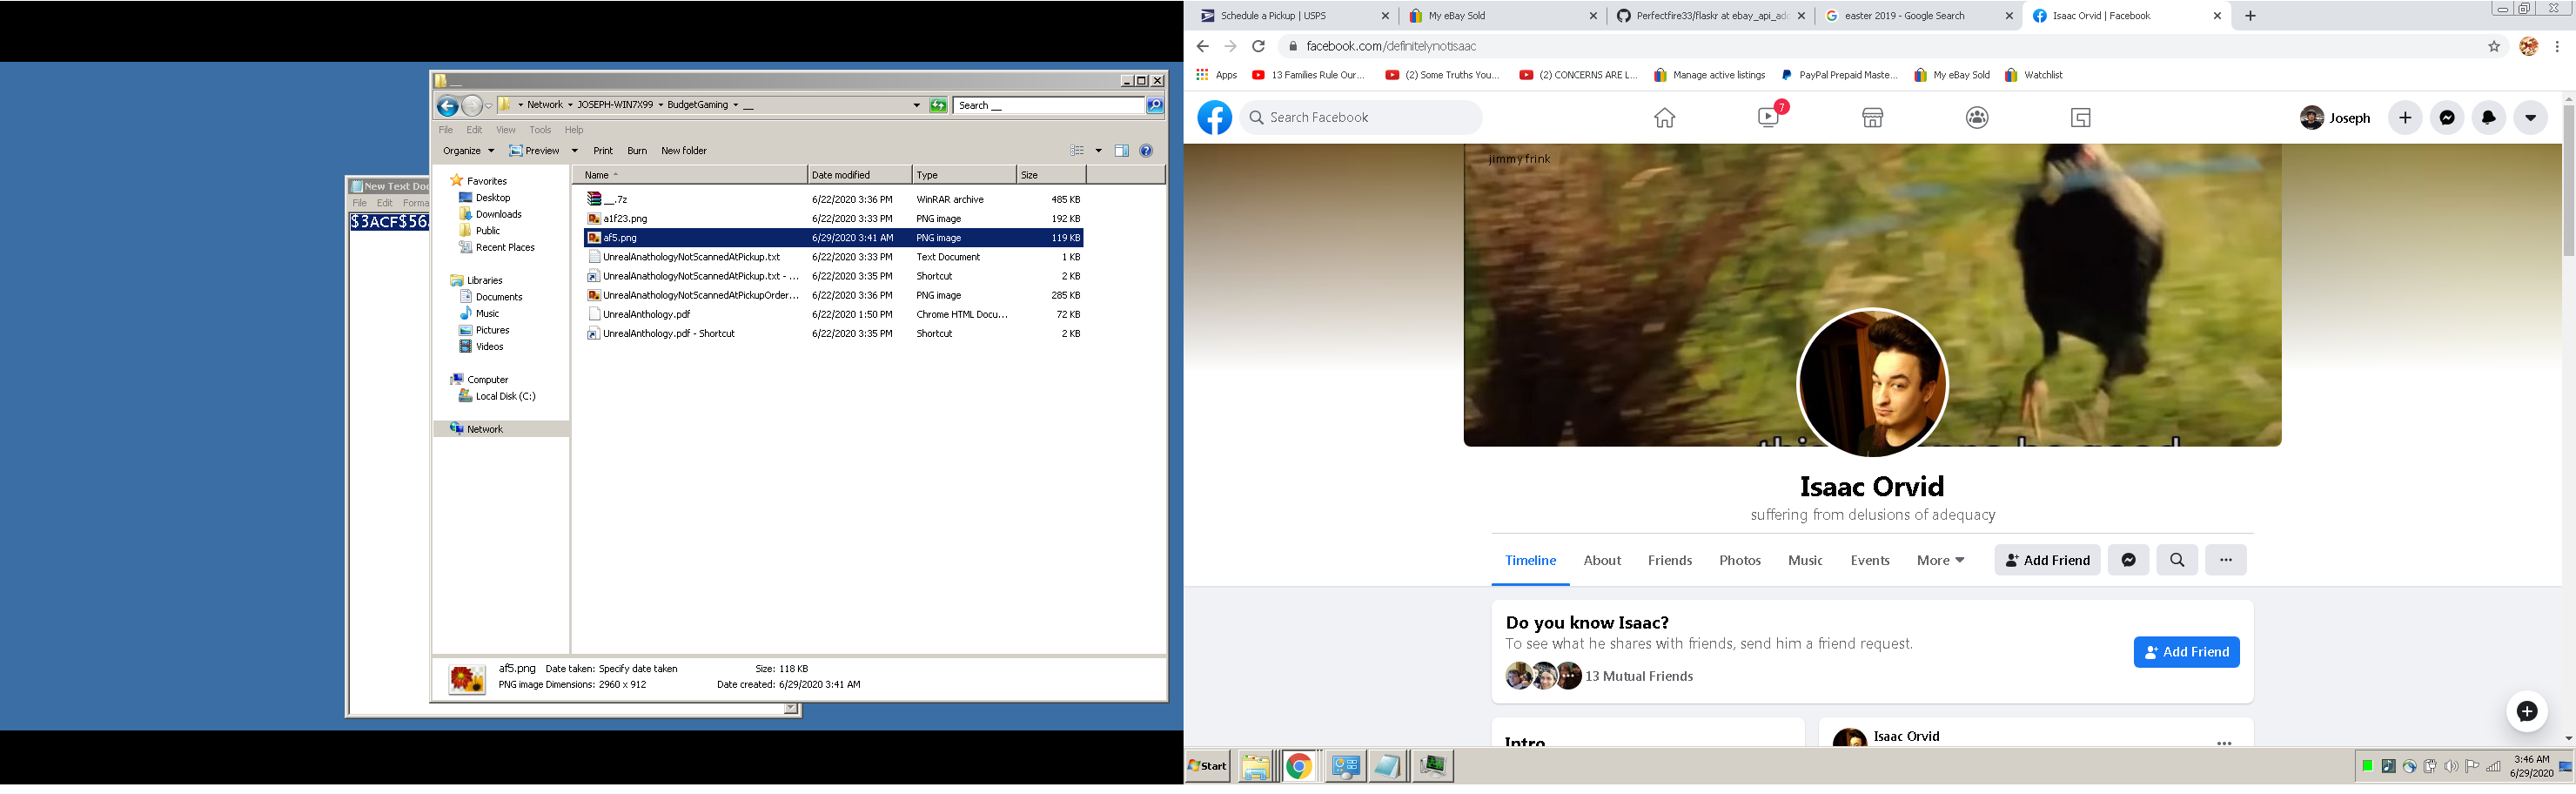 New Text Doc
File Edit Forma
$3ACF$56
Network JOSEPH-WIN7X99 BudgetGaming __
Search __
File Edit View Tools Help
Organize Preview Print Burn New folder
Favorites
Desktop
Downloads
Public
Recent Places
Libraries
Documents
Music
Pictures
Videos
Computer
Local Disk (C:)
Network
Name Date modified Type Size
__.7z 6/22/2020 3:36 PM WinRAR archive 485 KB
a1f23.png 6/22/2020 3:33 PM PNG image 192 KB
af5.png 6/29/2020 3:41 AM PNG image 119 KB
UnrealAnathologyNotScannedAtPickup.txt 6/22/2020 3:33 PM Text Document 1 KB
UnrealAnathologyNotScannedAtPickup.txt - ... 6/22/2020 3:35 PM Shortcut 2 KB
UnrealAnathologyNotScannedAtPickupOrder... 6/22/2020 3:36 PM PNG image 285 KB
UnrealAnthology.pdf 6/22/2020 1:50 PM Chrome HTML Docu... 72 KB
UnrealAnthology.pdf - Shortcut 6/22/2020 3:35 PM Shortcut 2 KB
af5.png Date taken: Specify date taken Size: 118 KB
PNG image Dimensions: 2960 x 912 Date created: 6/29/2020 3:41 AM
Schedule a Pickup | USPS My eBay Sold Perfectfire33/flaskr at ebay_api_adc easter 2019 - Google Search Isaac Orvid | Facebook
facebook.com/definitelynotisaac
Apps 13 Families Rule Our... (2) Some Truths You... (2) CONCERNS ARE L... Manage active listings PayPal Prepaid Maste... My eBay Sold Watchlist
Search Facebook 7 Joseph
jimmy frink
Isaac Orvid
suffering from delusions of adequacy
Timeline About Friends Photos Music Events More Add Friend
Do you know Isaac?
To see what he shares with friends, send him a friend request.
Add Friend
13 Mutual Friends
Intro
Isaac Orvid
Start
3:46 AM
6/29/2020